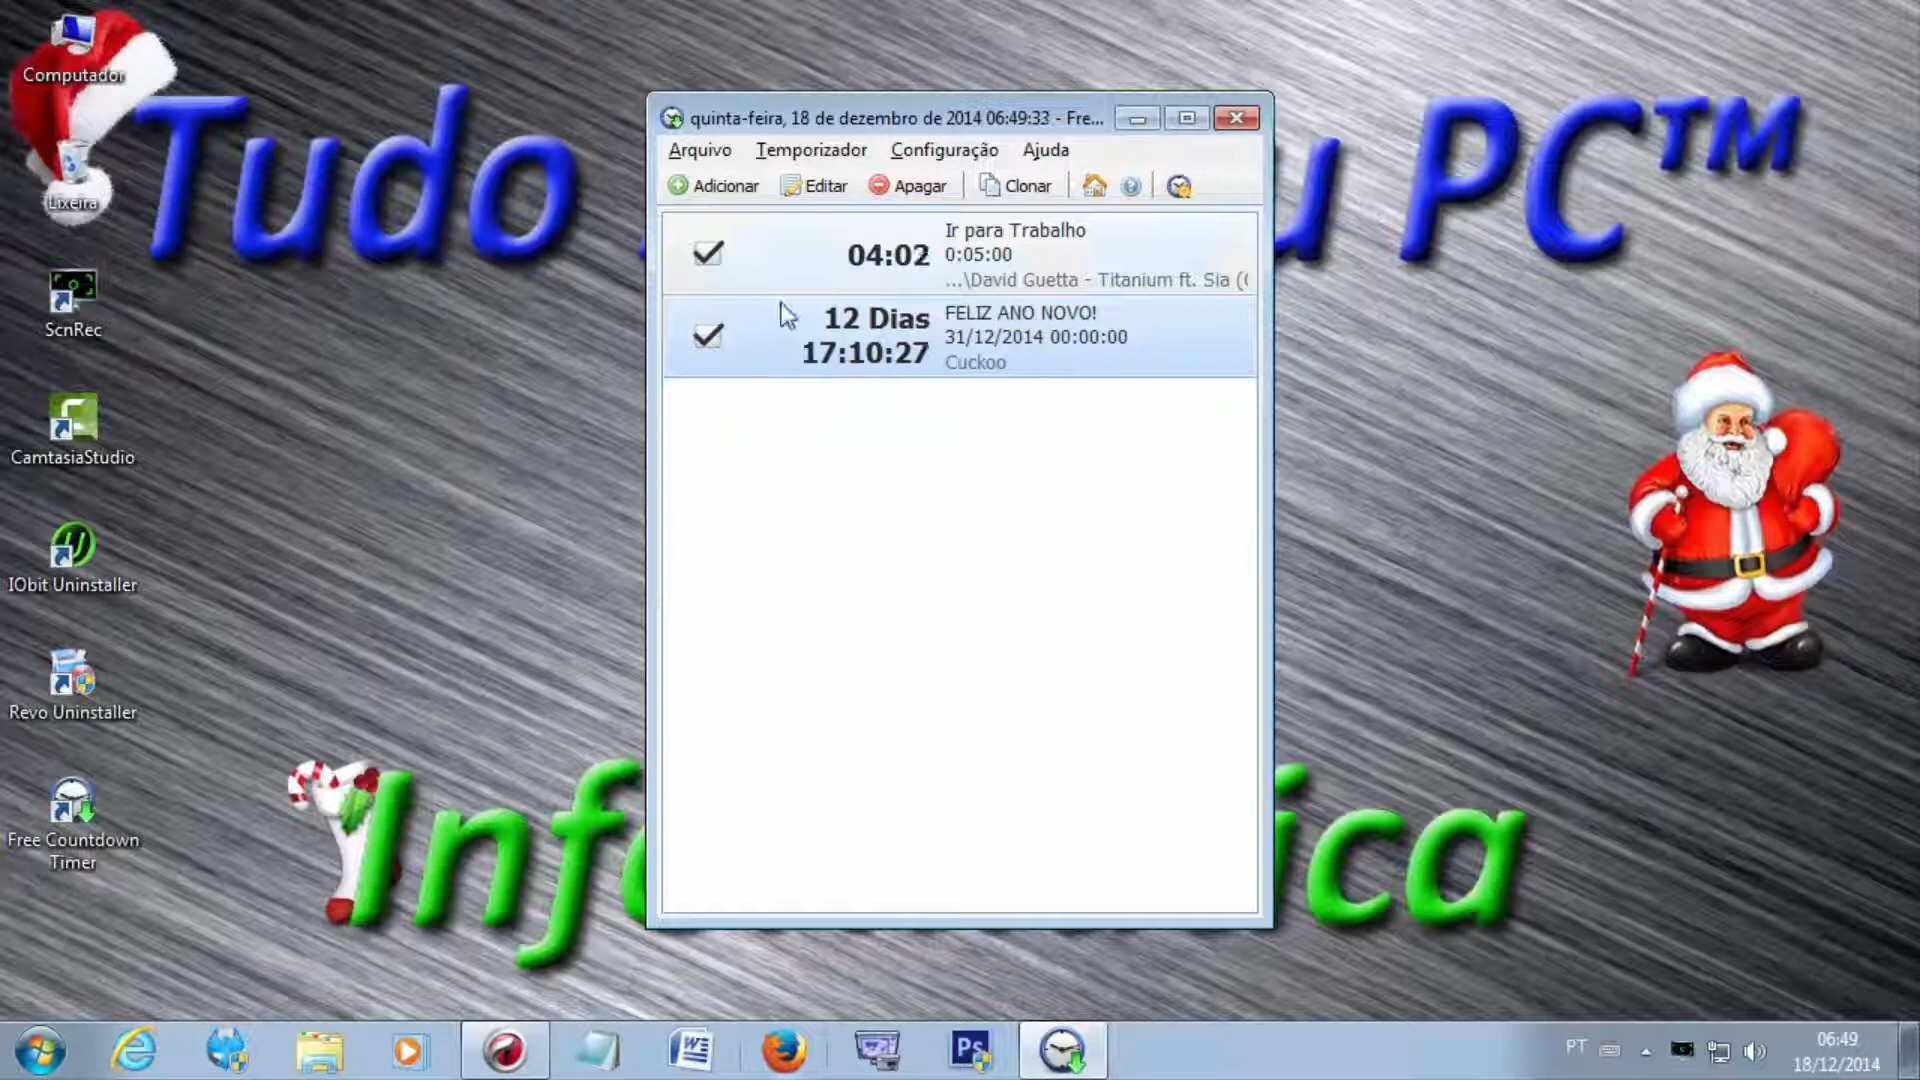 Computador
Lixeira
ScnRec
CamtasiaStudio
IObit Uninstaller
Revo Uninstaller
Free Countdown
Timer
Tudo
u PC™
Info
ica
quinta-feira, 18 de dezembro de 2014 06:49:33 - Fre...
Arquivo Temporizador Configuração Ajuda
Adicionar Editar Apagar Clonar
04:02
Ir para Trabalho
0:05:00
...\David Guetta - Titanium ft. Sia ((
12 Dias
17:10:27
FELIZ ANO NOVO!
31/12/2014 00:00:00
Cuckoo
Ps
PT
06:49
18/12/2014